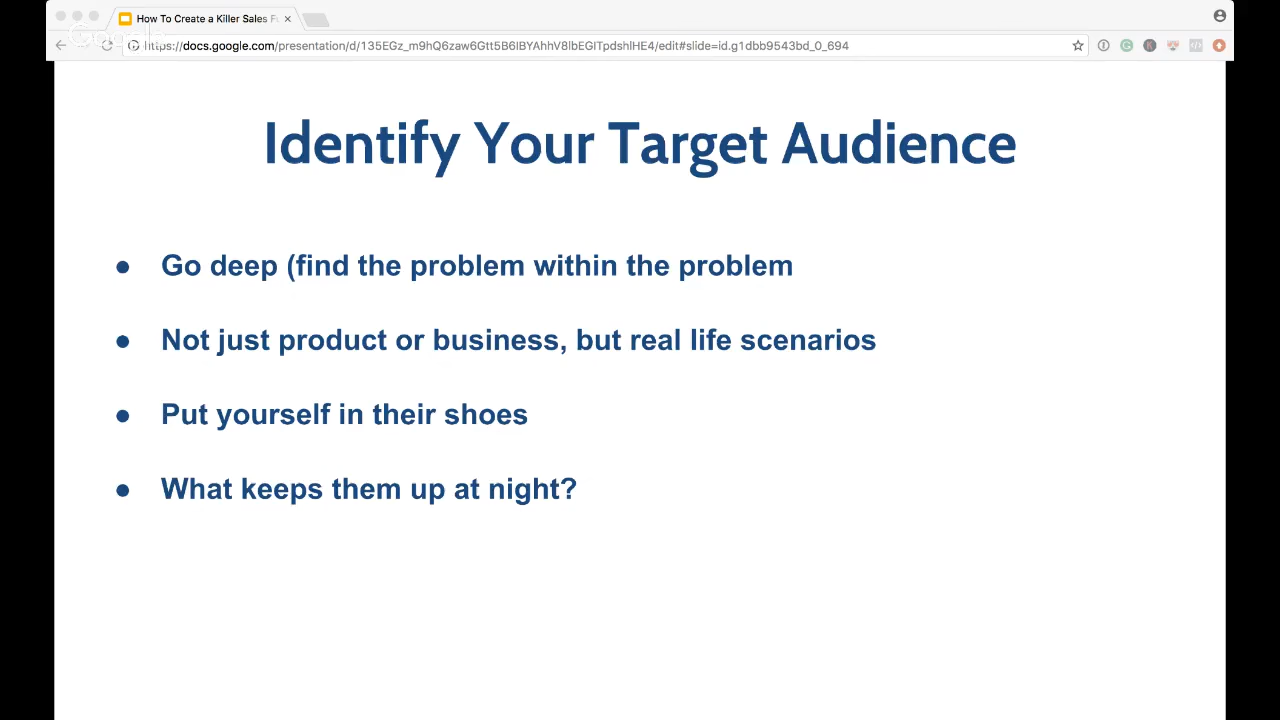 How To Create a Killer Sales Fu
Google
https://docs.google.com/presentation/d/135EGz_m9hQ6zaw6Gtt5B6lBYAhhV8lbEGlTpdshlHE4/edit#slide=id.g1dbb9543bd_0_694
Identify Your Target Audience
● Go deep (find the problem within the problem
● Not just product or business, but real life scenarios
● Put yourself in their shoes
● What keeps them up at night?